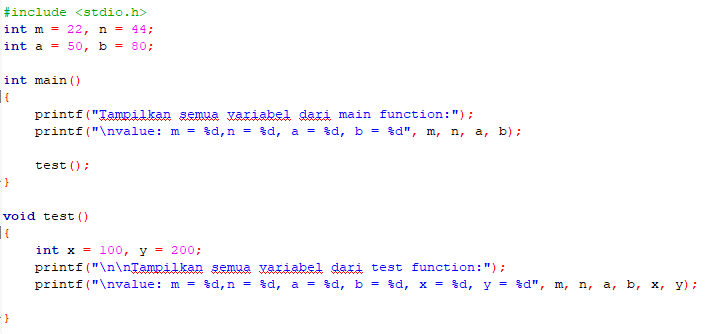 #include <stdio.h>
int m = 22, n = 44;
int a = 50, b = 80;
int main()
{
printf("Tampilkan semua variabel dari main function:");
printf("\nvalue: m = %d,n = %d, a = %d, b = %d", m, n, a, b);
test();
}
void test()
{
int x = 100, y = 200;
printf("\n\nTampilkan semua variabel dari test function:");
printf("\nvalue: m = %d,n = %d, a = %d, b = %d, x = %d, y = %d", m, n, a, b, x, y);
}